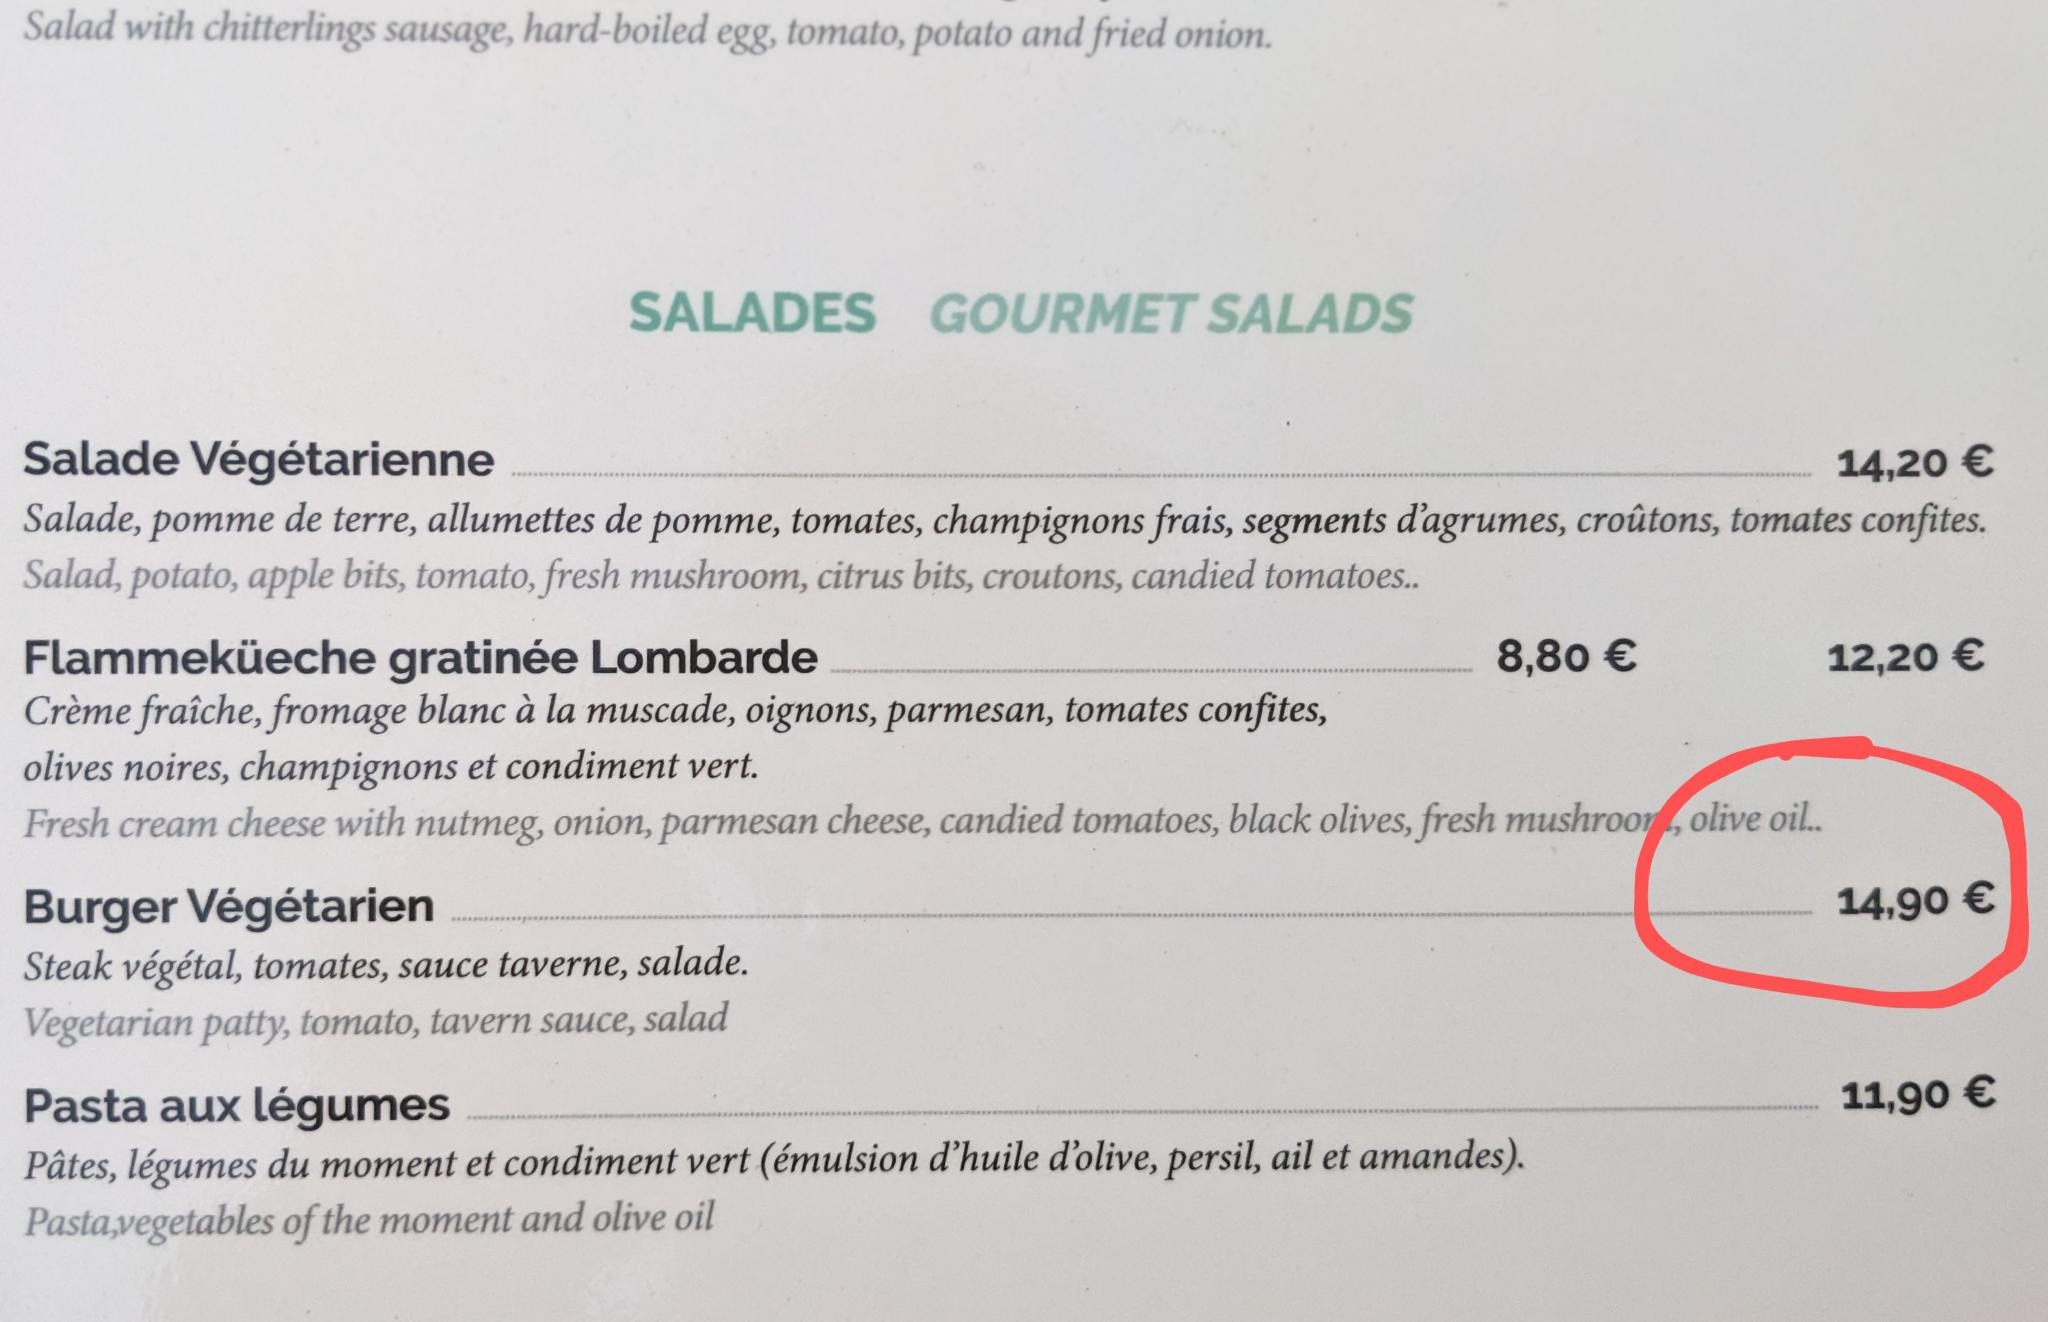 Salad with chitterlings sausage, hard-boiled egg, tomato, potato and fried onion.
SALADES GOURMET SALADS
Salade Végétarienne 14,20 €
Salade, pomme de terre, allumettes de pomme, tomates, champignons frais, segments d'agrumes, croûtons, tomates confites.
Salad, potato, apple bits, tomato, fresh mushroom, citrus bits, croutons, candied tomatoes..
Flammeküeche gratinée Lombarde 8,80 € 12,20 €
Crème fraîche, fromage blanc à la muscade, oignons, parmesan, tomates confites,
olives noires, champignons et condiment vert.
Fresh cream cheese with nutmeg, onion, parmesan cheese, candied tomatoes, black olives, fresh mushroom, olive oil..
Burger Végétarien 14,90 €
Steak végétal, tomates, sauce taverne, salade.
Vegetarian patty, tomato, tavern sauce, salad
Pasta aux légumes 11,90 €
Pâtes, légumes du moment et condiment vert (émulsion d'huile d'olive, persil, ail et amandes).
Pasta,vegetables of the moment and olive oil